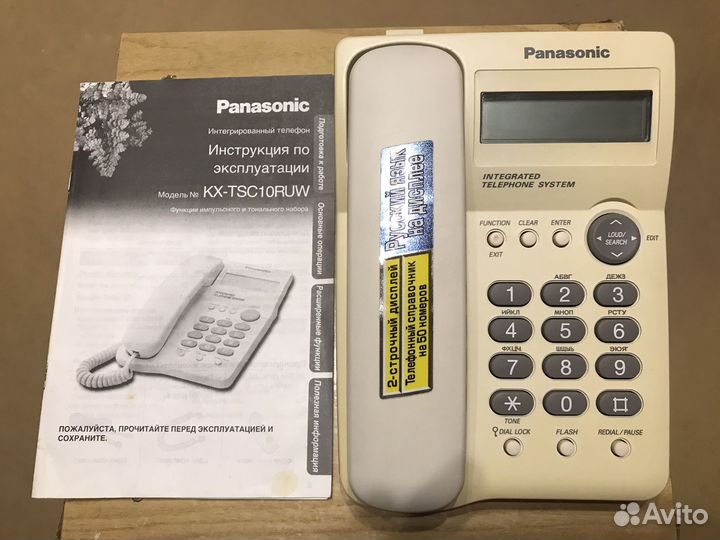 Panasonic
Интегрированный телефон
Инструкция по
эксплуатации
Модель № KX-TSC10RUW
Функции импульсного и тонального набора
Подготовка к работе
Основные операции
Расширенные функции
Полезная информация
ПОЖАЛУЙСТА, ПРОЧИТАЙТЕ ПЕРЕД ЭКСПЛУАТАЦИЕЙ И
СОХРАНИТЕ.
Русский язык
на дисплее
2-строчный дисплей
Телефонный справочник
на 50 номеров
Panasonic
INTEGRATED
TELEPHONE SYSTEM
FUNCTION CLEAR ENTER
EXIT
LOUD/
SEARCH
EDIT
АБВГ ДЕЖЗ
1 2 3
ИЙКЛ МНОП РСТУ
4 5 6
ФХЦЧ ШЩЫЬ ЭЮЯ
7 8 9
0
TONE
DIAL LOCK FLASH REDIAL/PAUSE
Avito